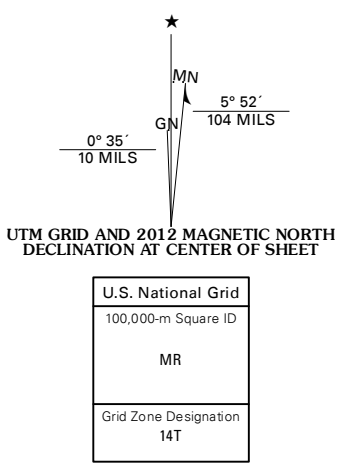 ★
MN
GN
5° 52´
104 MILS
0° 35´
10 MILS
UTM GRID AND 2012 MAGNETIC NORTH
DECLINATION AT CENTER OF SHEET
U.S. National Grid
100,000-m Square ID
MR
Grid Zone Designation
14T